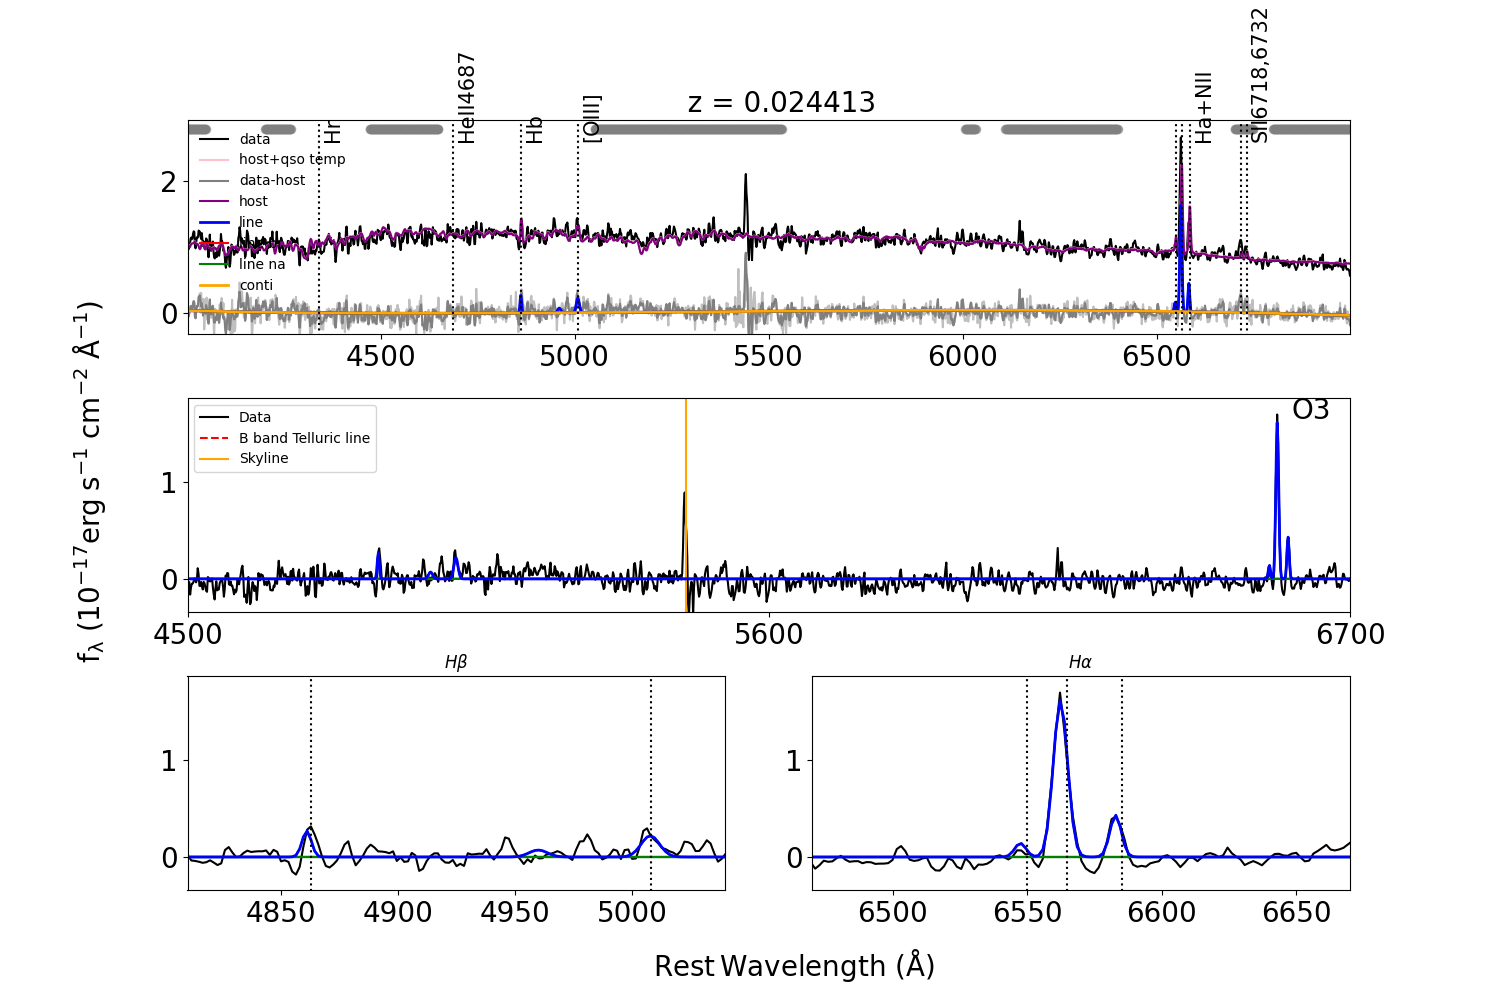 z = 0.024413
Hr
HeII4687
Hb
[OIII]
Ha+NII
SII6718,6732
data
host+qso temp
data-host
host
line
line na
conti
2
0
4500
5000
5500
6000
6500
Data
B band Telluric line
Skyline
O3
1
0
4500
5600
6700
fλ (10−17erg s−1 cm−2 Å−1)
Hβ
1
0
4850
4900
4950
5000
Hα
1
0
6500
6550
6600
6650
Rest Wavelength (Å)